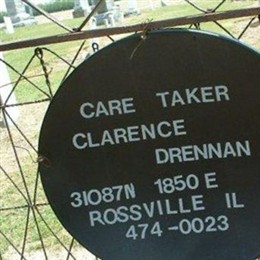 CARE TAKER
CLARENCE
DRENNAN
31087N 1850 E
ROSSVILLE IL
474-0023